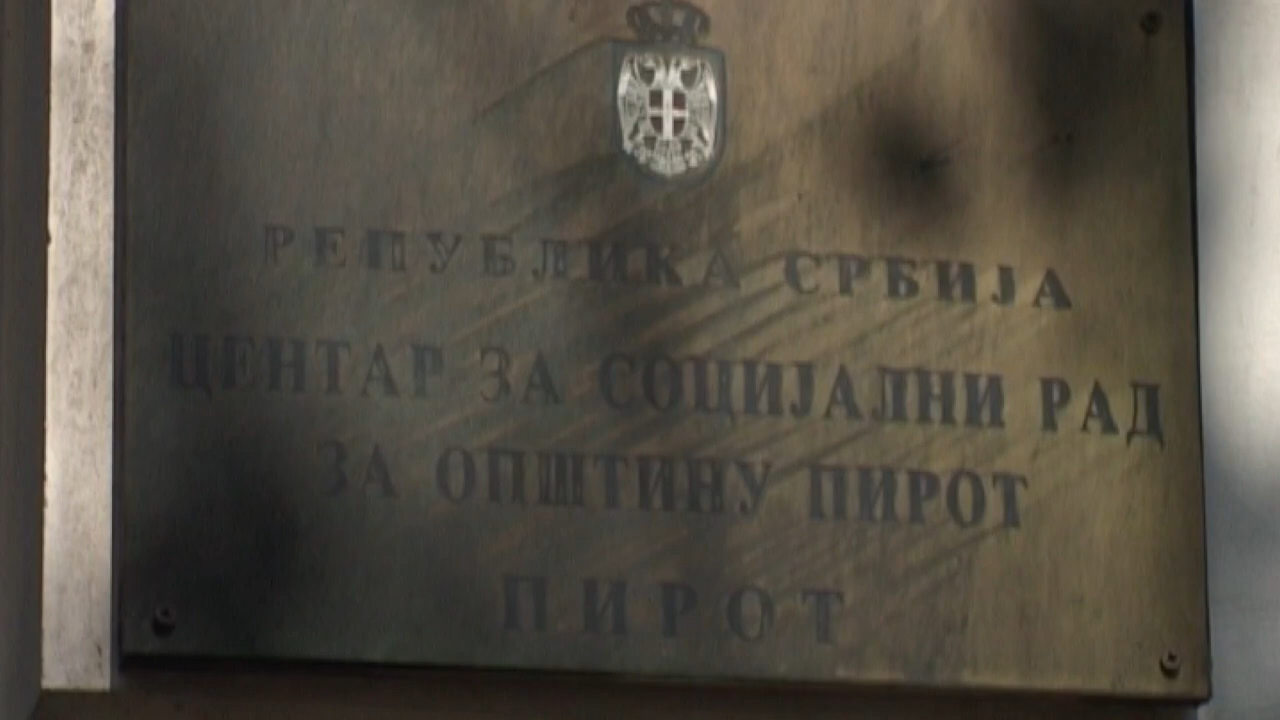 РЕПУБЛИКА СРБИЈА
ЦЕНТАР ЗА СОЦИЈАЛНИ РАД
ЗА ОПШТИНУ ПИРОТ
ПИРОТ